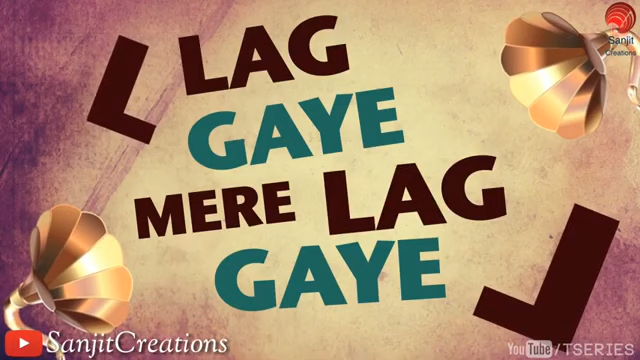 Sanjit
Creations
LAG
GAYE
MERE LAG
GAYE
SanjitCreations
YouTube/TSERIES